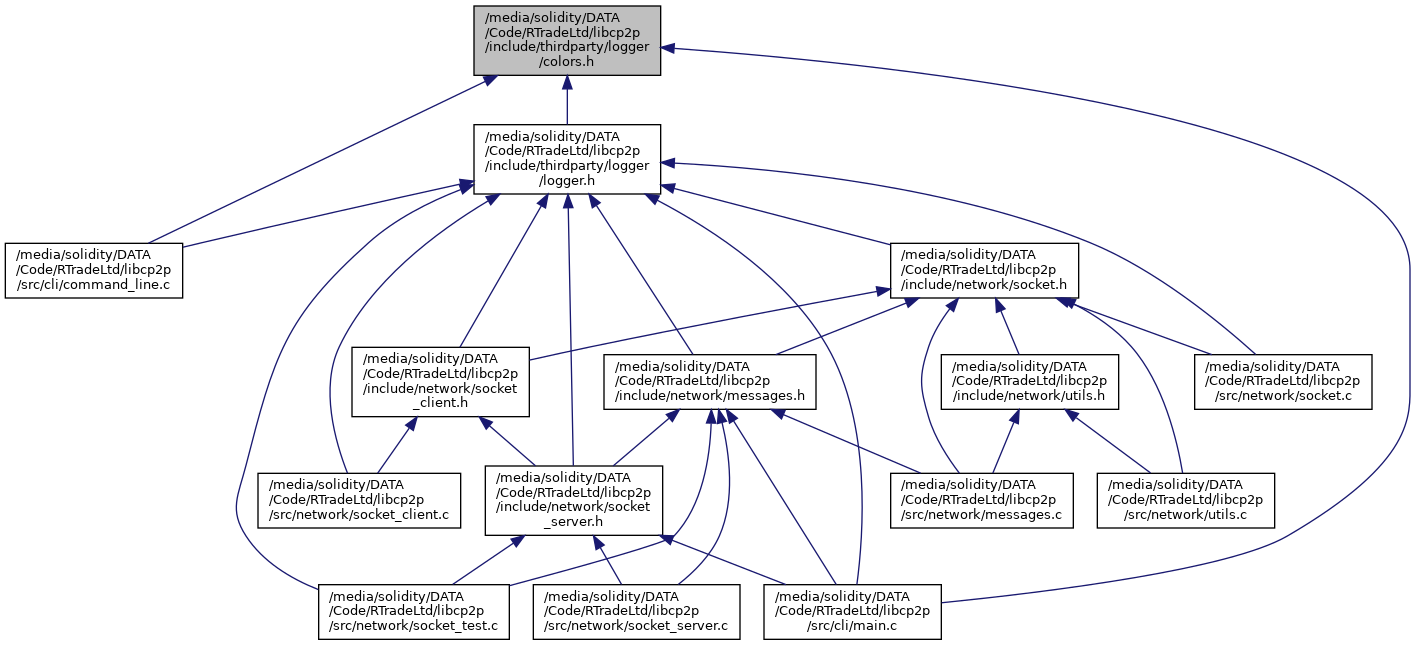 /media/solidity/DATA
/Code/RTradeLtd/libcp2p
/include/thirdparty/logger
/colors.h
/media/solidity/DATA
/Code/RTradeLtd/libcp2p
/include/thirdparty/logger
/logger.h
/media/solidity/DATA
/Code/RTradeLtd/libcp2p
/src/cli/command_line.c
/media/solidity/DATA
/Code/RTradeLtd/libcp2p
/include/network/socket.h
/media/solidity/DATA
/Code/RTradeLtd/libcp2p
/include/network/socket
_client.h
/media/solidity/DATA
/Code/RTradeLtd/libcp2p
/include/network/messages.h
/media/solidity/DATA
/Code/RTradeLtd/libcp2p
/include/network/utils.h
/media/solidity/DATA
/Code/RTradeLtd/libcp2p
/src/network/socket.c
/media/solidity/DATA
/Code/RTradeLtd/libcp2p
/src/network/socket_client.c
/media/solidity/DATA
/Code/RTradeLtd/libcp2p
/include/network/socket
_server.h
/media/solidity/DATA
/Code/RTradeLtd/libcp2p
/src/network/messages.c
/media/solidity/DATA
/Code/RTradeLtd/libcp2p
/src/network/utils.c
/media/solidity/DATA
/Code/RTradeLtd/libcp2p
/src/network/socket_test.c
/media/solidity/DATA
/Code/RTradeLtd/libcp2p
/src/network/socket_server.c
/media/solidity/DATA
/Code/RTradeLtd/libcp2p
/src/cli/main.c